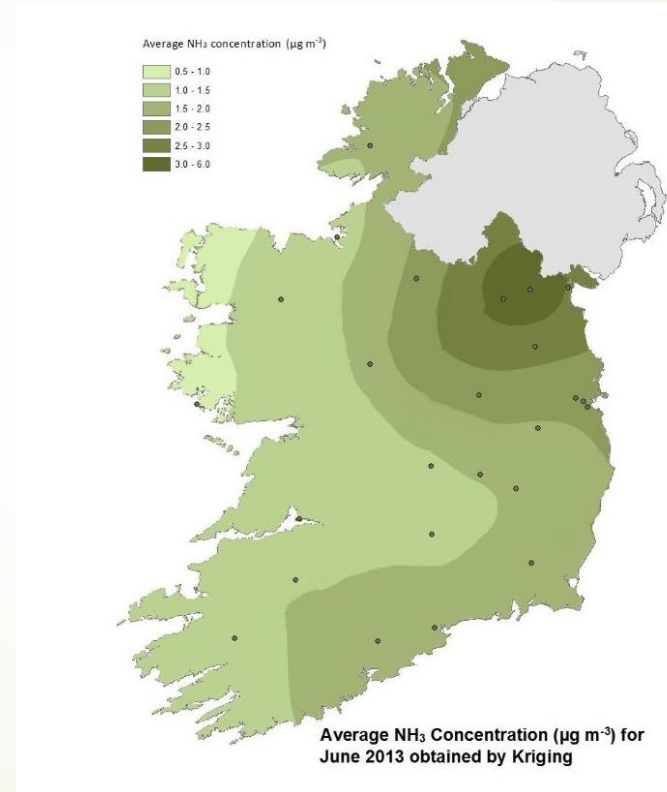 Average NH₃ concentration (µg m⁻³)
0.5 - 1.0
1.0 - 1.5
1.5 - 2.0
2.0 - 2.5
2.5 - 3.0
3.0 - 6.0
Average NH₃ Concentration (µg m⁻³) for
June 2013 obtained by Kriging